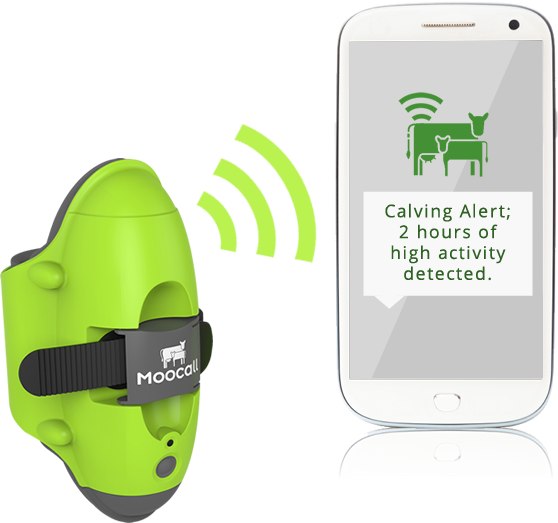 Moocall
Calving Alert;
2 hours of
high activity
detected.